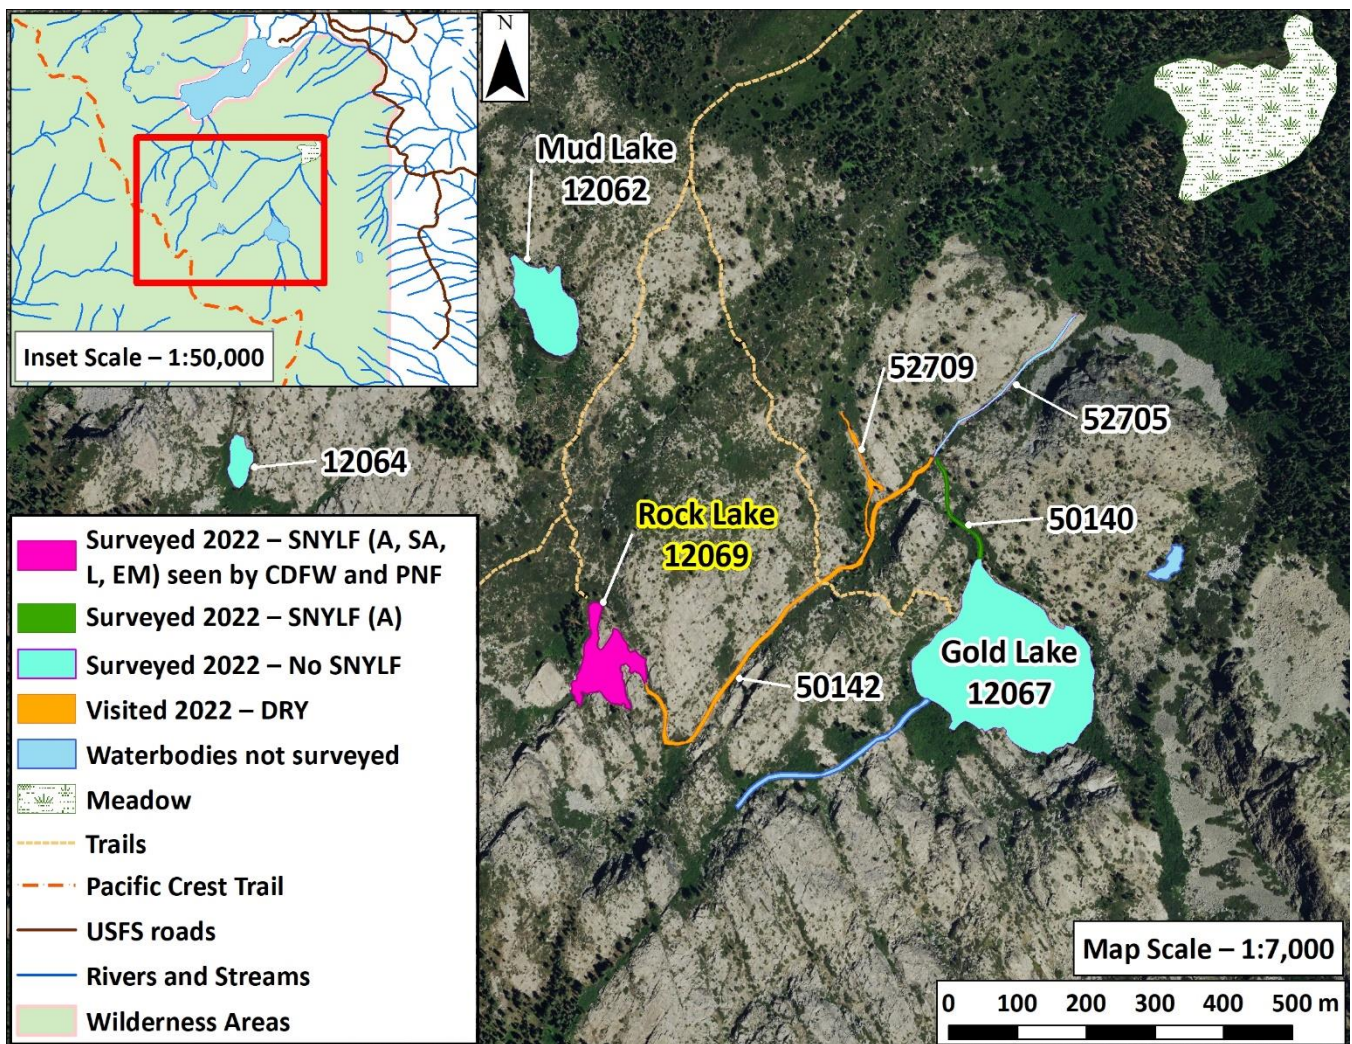 N
Inset Scale – 1:50,000
Mud Lake
12062
52709
52705
12064
Rock Lake
12069
50140
50142
Gold Lake
12067
Surveyed 2022 – SNYLF (A, SA,
L, EM) seen by CDFW and PNF
Surveyed 2022 – SNYLF (A)
Surveyed 2022 – No SNYLF
Visited 2022 – DRY
Waterbodies not surveyed
Meadow
Trails
Pacific Crest Trail
USFS roads
Rivers and Streams
Wilderness Areas
Map Scale – 1:7,000
0 100 200 300 400 500 m